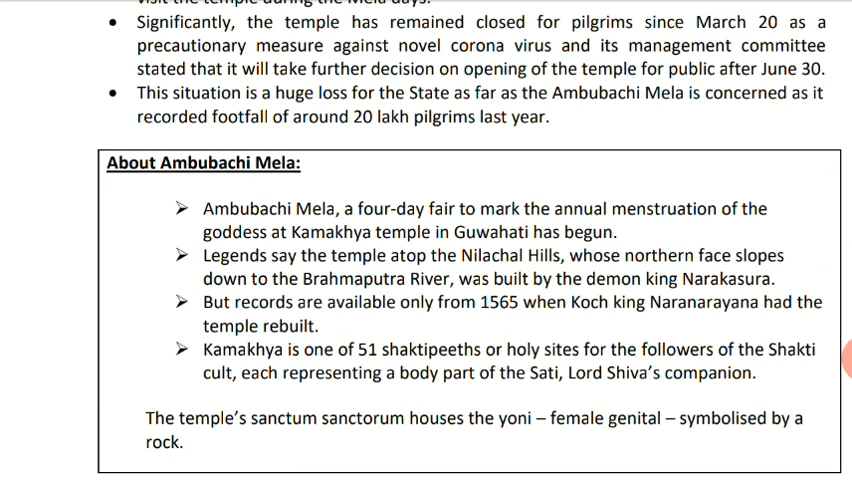 visit the temple during the Mela days.
• Significantly, the temple has remained closed for pilgrims since March 20 as a
precautionary measure against novel corona virus and its management committee
stated that it will take further decision on opening of the temple for public after June 30.
• This situation is a huge loss for the State as far as the Ambubachi Mela is concerned as it
recorded footfall of around 20 lakh pilgrims last year.
About Ambubachi Mela:
➢ Ambubachi Mela, a four-day fair to mark the annual menstruation of the
goddess at Kamakhya temple in Guwahati has begun.
➢ Legends say the temple atop the Nilachal Hills, whose northern face slopes
down to the Brahmaputra River, was built by the demon king Narakasura.
➢ But records are available only from 1565 when Koch king Naranarayana had the
temple rebuilt.
➢ Kamakhya is one of 51 shaktipeeths or holy sites for the followers of the Shakti
cult, each representing a body part of the Sati, Lord Shiva’s companion.
The temple’s sanctum sanctorum houses the yoni – female genital – symbolised by a
rock.